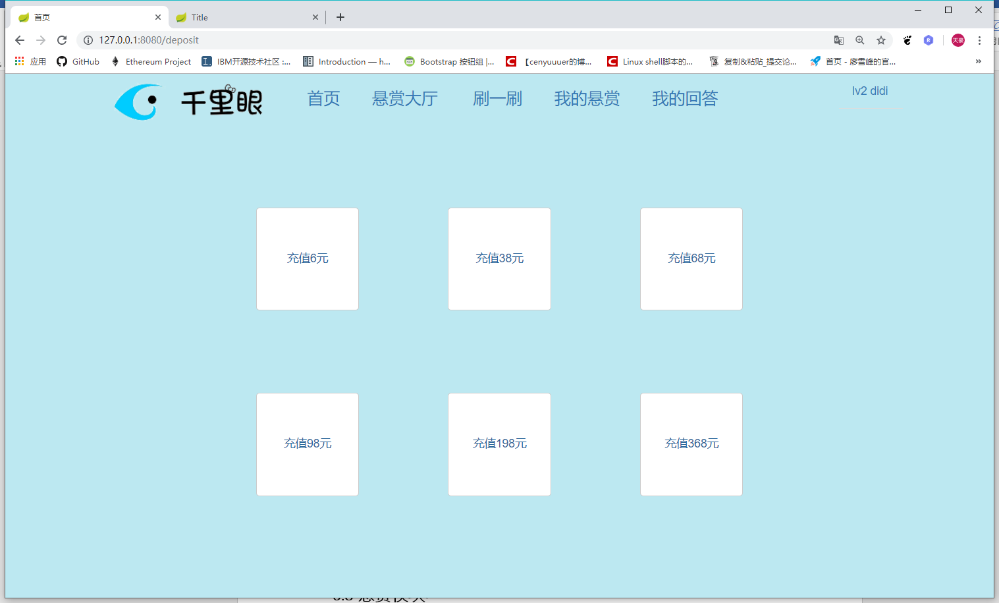 首页
Title
127.0.0.1:8080/deposit
天豪
应用
GitHub
Ethereum Project
IBM开源技术社区 :...
Introduction — h...
Bootstrap 按钮组 |...
【cenyuuuer的博...
Linux shell脚本的...
复制&粘贴_提交论...
首页 - 廖雪峰的官...
»
千里眼
首页
悬赏大厅
刷一刷
我的悬赏
我的回答
lv2 didi
充值6元
充值38元
充值68元
充值98元
充值198元
充值368元